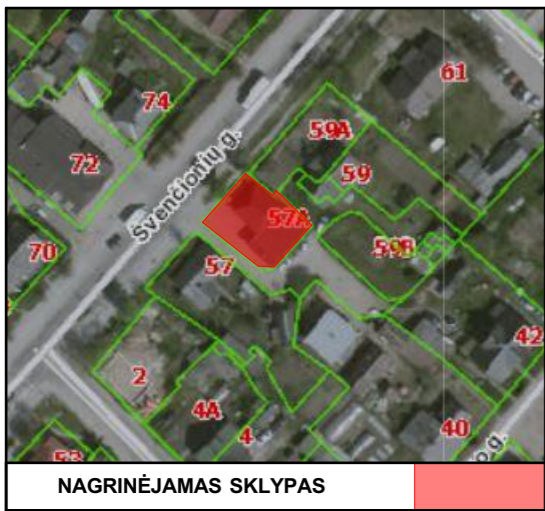 61
74
59A
Švenčionių g.
72
59
57A
59B
70
57
42
2
4A
4
40
o g.
NAGRINĖJAMAS SKLYPAS